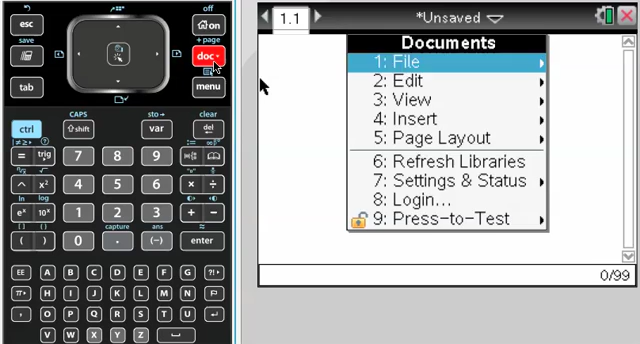 off
esc
on
save
+ page
doc
tab
menu
CAPS
sto→
clear
ctrl
⇧shift
var
del
= trig 7 8 9
^ x² 4 5 6 × ÷
ln log
eˣ 10ˣ 1 2 3 + −
capture ans ≈
( ) 0 . (−) enter
EE A B C D E F G ?!▸
π▸ H I J K L M N
, O P Q R S T U ↵
V W X Y Z
1.1
*Unsaved
Documents
1: File
2: Edit
3: View
4: Insert
5: Page Layout
6: Refresh Libraries
7: Settings & Status
8: Login...
9: Press-to-Test
0/99